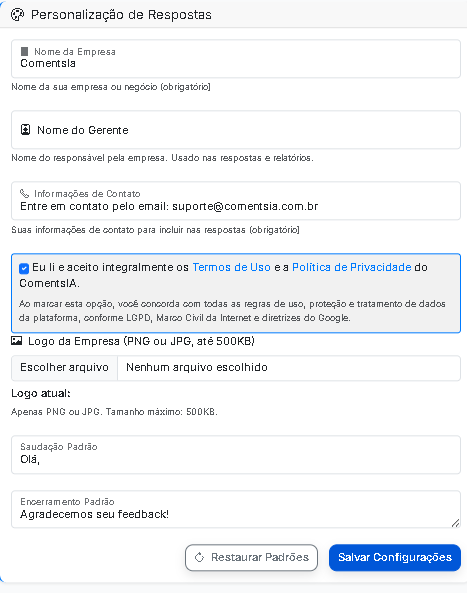 Personalização de Respostas
Nome da Empresa
ComentsIa
Nome da sua empresa ou negócio (obrigatório)
Nome do Gerente
Nome do responsável pela empresa. Usado nas respostas e relatórios.
Informações de Contato
Entre em contato pelo email: suporte@comentsia.com.br
Suas informações de contato para incluir nas respostas (obrigatório)
Eu li e aceito integralmente os Termos de Uso e a Política de Privacidade do
ComentsIA.
Ao marcar esta opção, você concorda com todas as regras de uso, proteção e tratamento de dados
da plataforma, conforme LGPD, Marco Civil da Internet e diretrizes do Google.
Logo da Empresa (PNG ou JPG, até 500KB)
Escolher arquivo Nenhum arquivo escolhido
Logo atual:
Apenas PNG ou JPG. Tamanho máximo: 500KB.
Saudação Padrão
Olá,
Encerramento Padrão
Agradecemos seu feedback!
Restaurar Padrões Salvar Configurações